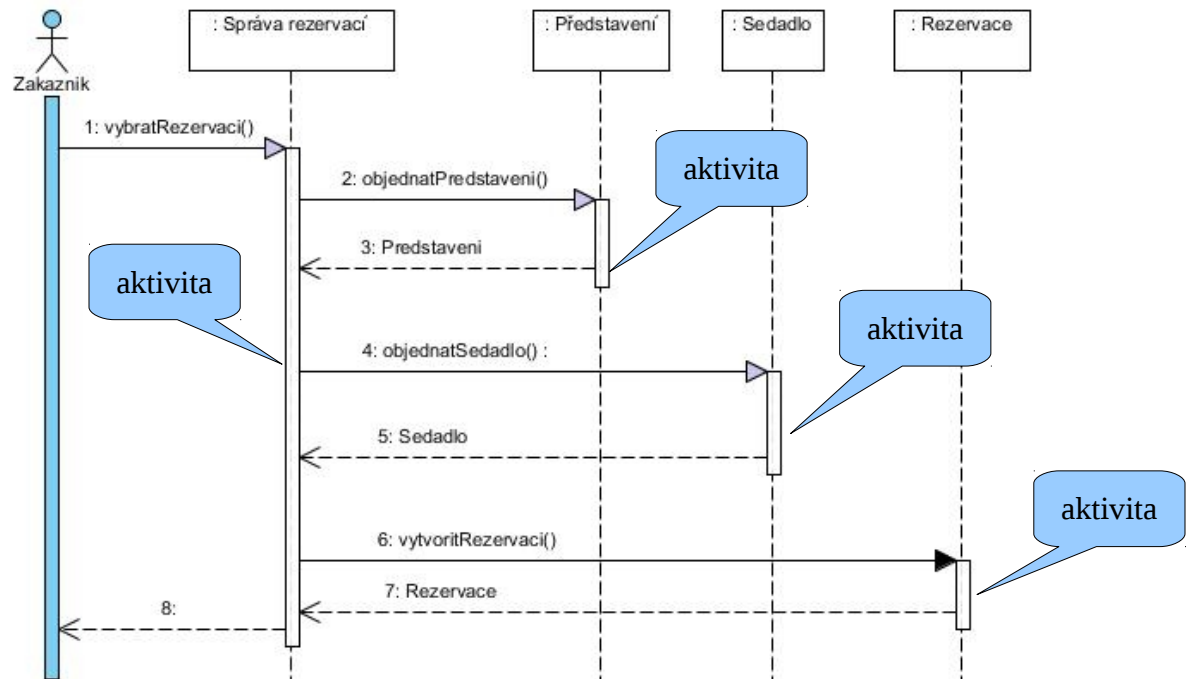 : Správa rezervací
: Představení
: Sedadlo
: Rezervace
Zakaznik
1: vybratRezervaci()
aktivita
2: objednatPredstaveni()
3: Predstaveni
aktivita
aktivita
4: objednatSedadlo() :
5: Sedadlo
aktivita
6: vytvoritRezervaci()
7: Rezervace
8: